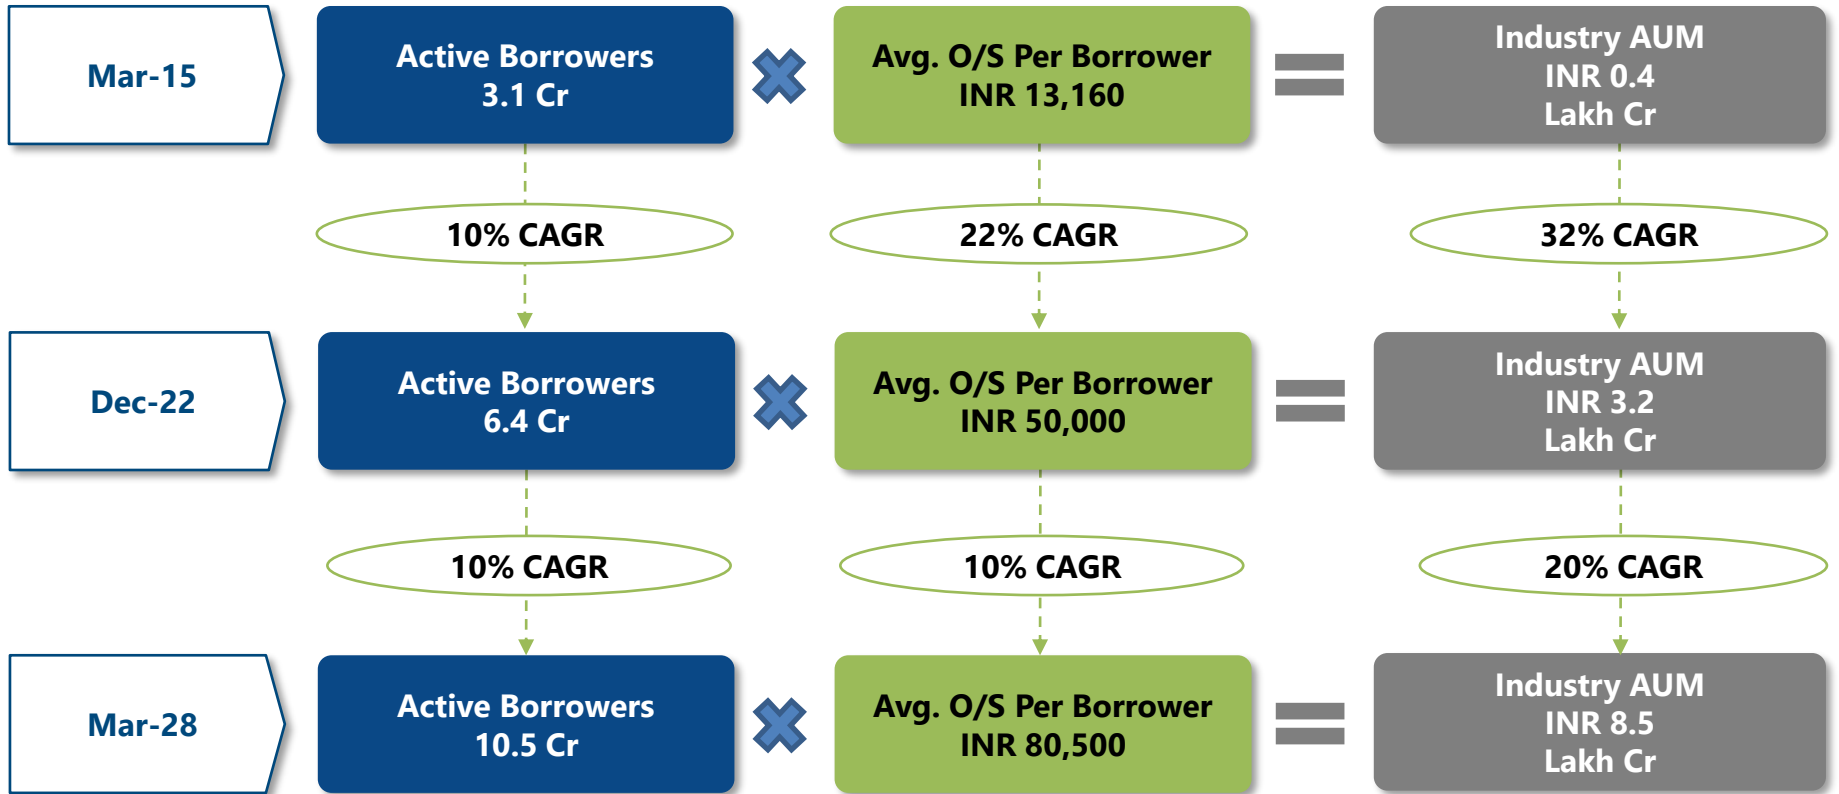 Mar-15
Active Borrowers
3.1 Cr
Avg. O/S Per Borrower
INR 13,160
Industry AUM
INR 0.4
Lakh Cr
10% CAGR
22% CAGR
32% CAGR
Dec-22
Active Borrowers
6.4 Cr
Avg. O/S Per Borrower
INR 50,000
Industry AUM
INR 3.2
Lakh Cr
10% CAGR
10% CAGR
20% CAGR
Mar-28
Active Borrowers
10.5 Cr
Avg. O/S Per Borrower
INR 80,500
Industry AUM
INR 8.5
Lakh Cr